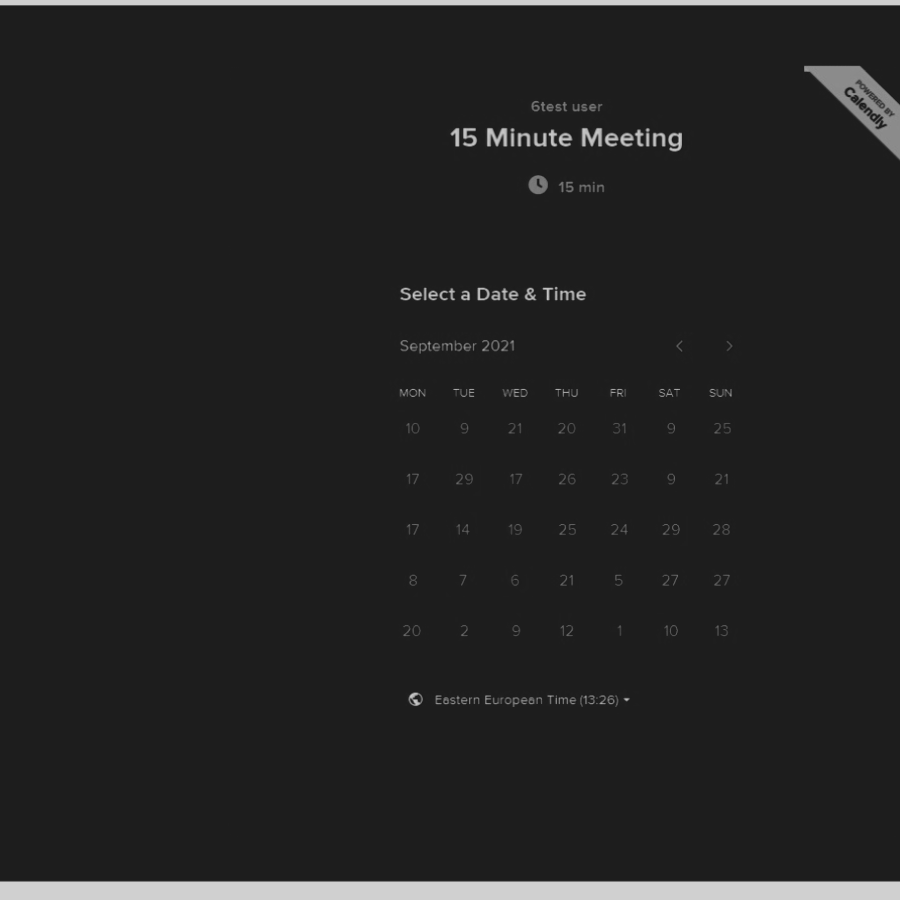 POWERED BY
Calendly
6test user
15 Minute Meeting
15 min
Select a Date & Time
September 2021
MON TUE WED THU FRI SAT SUN
10 9 21 20 31 9 25
17 29 17 26 23 9 21
17 14 19 25 24 29 28
8 7 6 21 5 27 27
20 2 9 12 1 10 13
Eastern European Time (13:26)